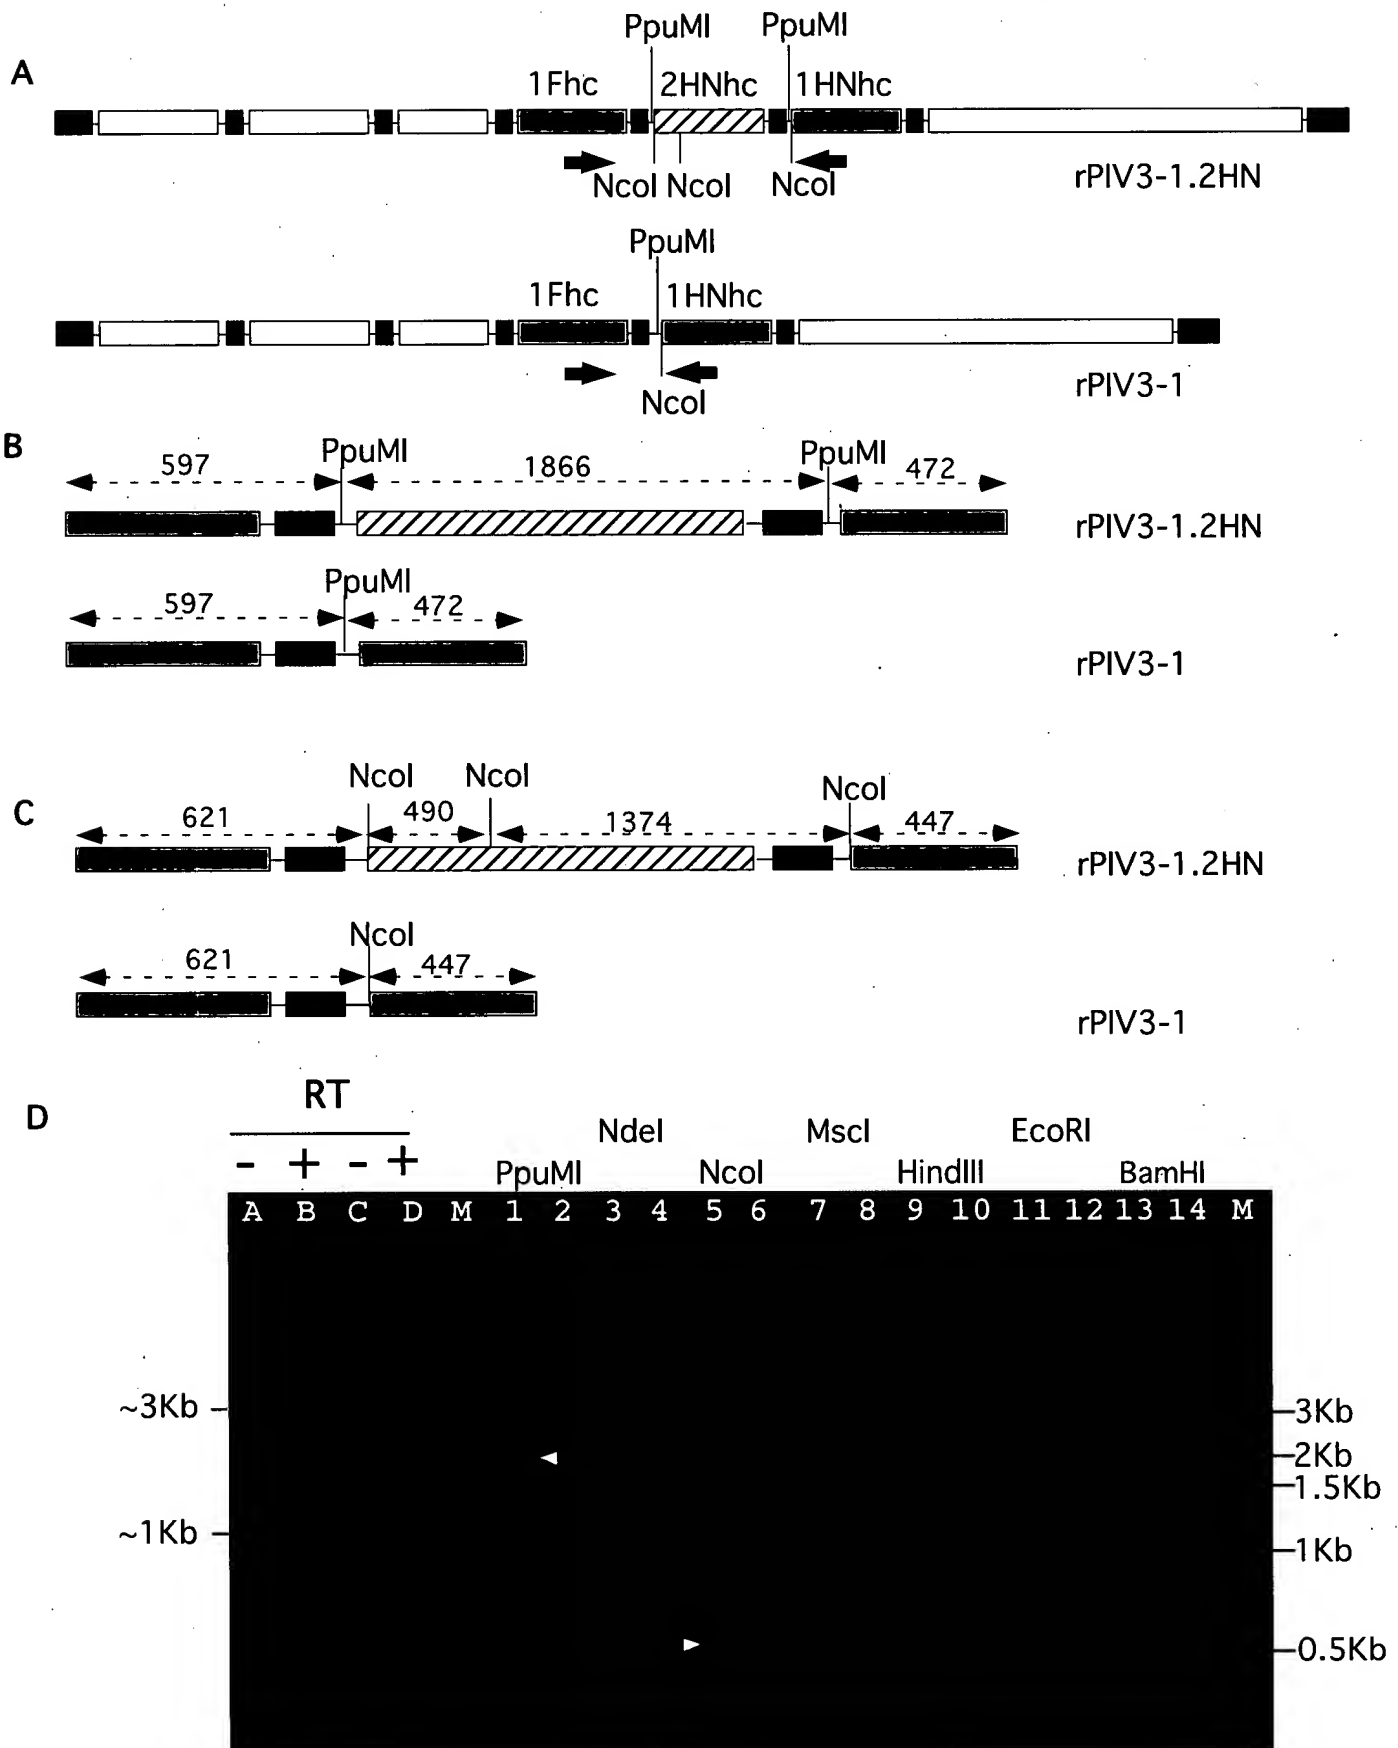 PpuMI PpuMI
A
1Fhc 2HNhc 1HNhc
NcoI NcoI NcoI
rPIV3-1.2HN
PpuMI
1Fhc 1HNhc
rPIV3-1
NcoI
B
597 PpuMI 1866 PpuMI 472
rPIV3-1.2HN
PpuMI
597 472
rPIV3-1
NcoI NcoI NcoI
C
621 490 1374 447
rPIV3-1.2HN
NcoI
621 447
rPIV3-1
RT
D
NdeI MscI EcoRI
- + - + PpuMI NcoI HindIII BamHI
A B C D M 1 2 3 4 5 6 7 8 9 10 11 12 13 14 M
~3Kb 3Kb
2Kb
1.5Kb
~1Kb 1Kb
0.5Kb